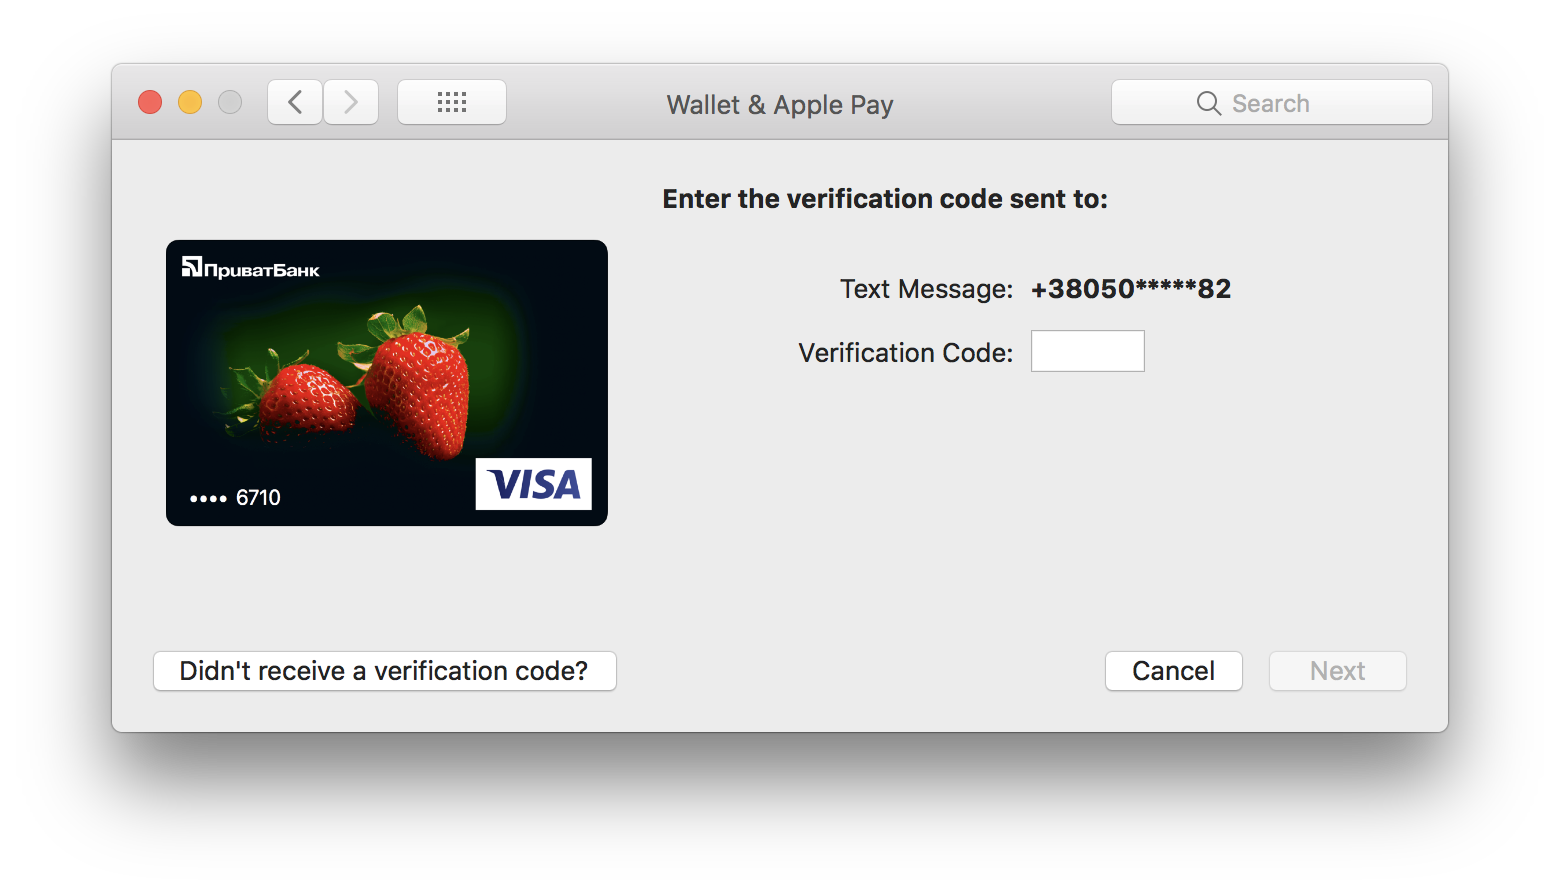 Wallet & Apple Pay
Search
Enter the verification code sent to:
ПриватБанк
Text Message: +38050*****82
Verification Code:
•••• 6710
VISA
Didn't receive a verification code?
Cancel
Next